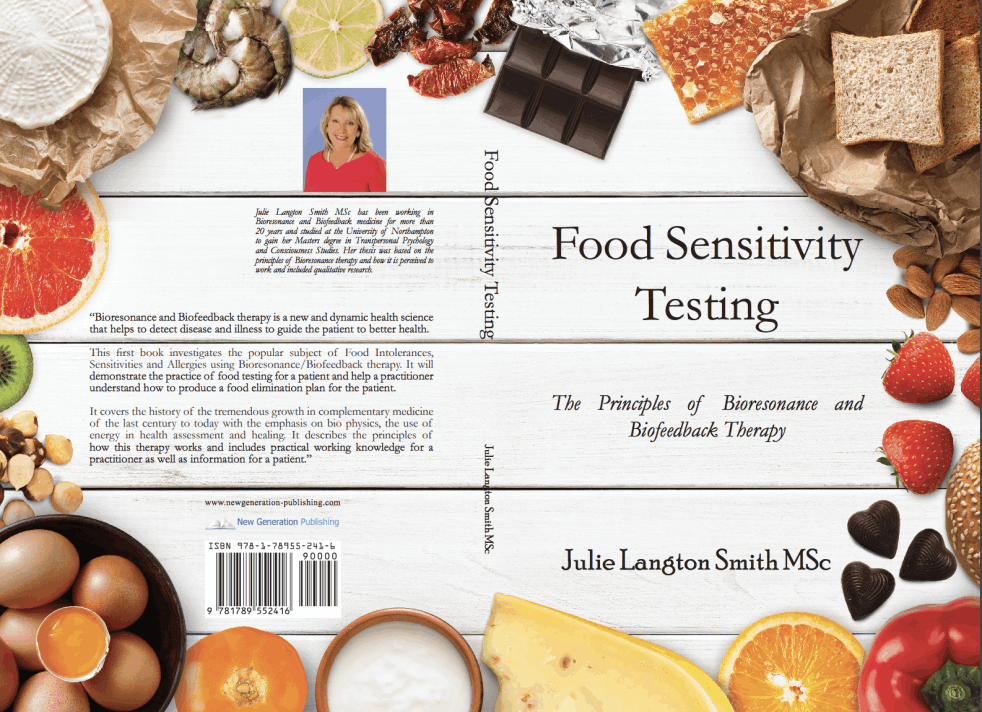 Julie Langton Smith MSc has been working in
Bioresonance and Biofeedback medicine for more than
20 years and studied at the University of Northampton
to gain her Masters degree in Transpersonal Psychology
and Consciousness Studies. Her thesis was based on the
principles of Bioresonance therapy and how it is perceived to
work and included qualitative research.
“Bioresonance and Biofeedback therapy is a new and dynamic health science
that helps to detect disease and illness to guide the patient to better health.
This first book investigates the popular subject of Food Intolerances,
Sensitivities and Allergies using Bioresonance/Biofeedback therapy. It will
demonstrate the practice of food testing for a patient and help a practitioner
understand how to produce a food elimination plan for the patient.
It covers the history of the tremendous growth in complementary medicine
of the last century to today with the emphasis on bio physics, the use of
energy in health assessment and healing. It describes the principles of
how this therapy works and includes practical working knowledge for a
practitioner as well as information for a patient.”
www.newgeneration-publishing.com
New Generation Publishing
ISBN 978-1-78955-241-6
90000
9 781789 552416
Food Sensitivity Testing
Julie Langton Smith MSc
Food Sensitivity
Testing
The Principles of Bioresonance and
Biofeedback Therapy
Julie Langton Smith MSc